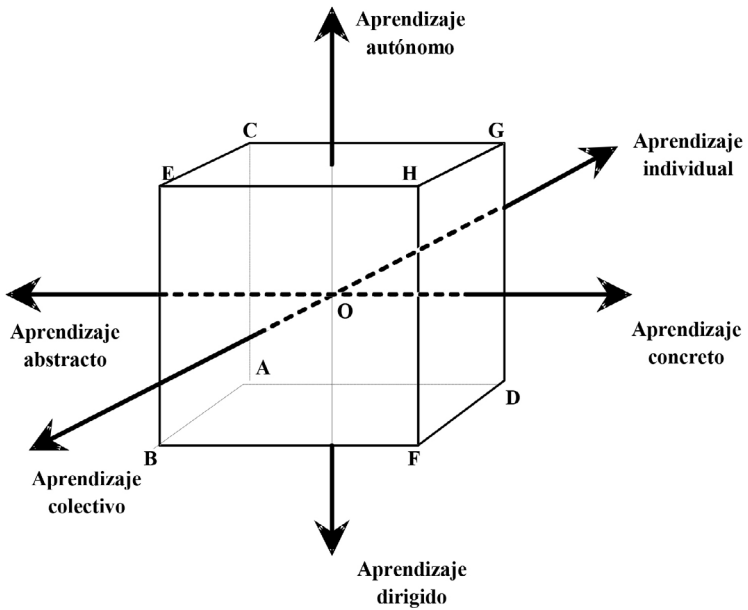 Aprendizaje
autónomo
C
G
Aprendizaje
individual
E
H
O
Aprendizaje
abstracto
Aprendizaje
concreto
A
D
B
F
Aprendizaje
colectivo
Aprendizaje
dirigido